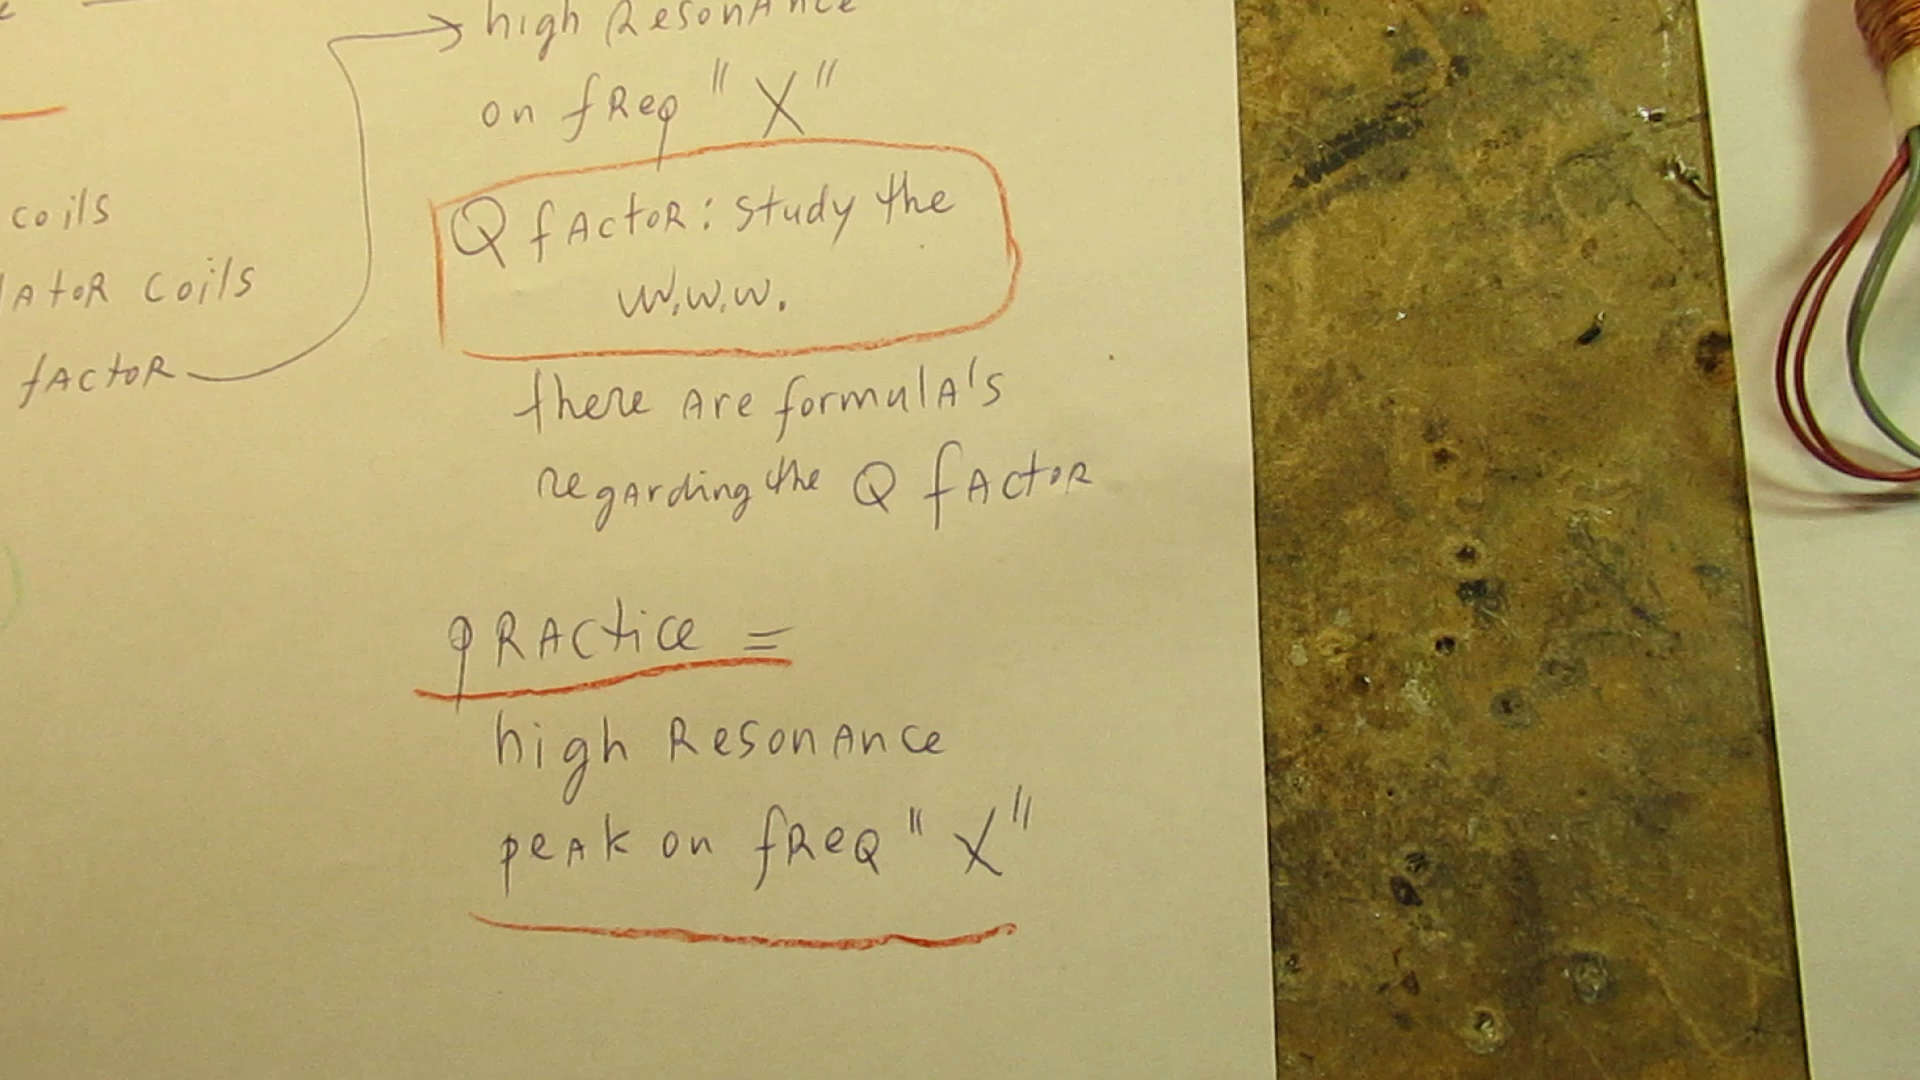 high Resonance
on fReq "X"
coils
lAtoR coils
fActoR
Q fActoR: study the
w.w.w.
there Are formulA's
regArding the Q fActoR
pRActice =
high ResonAnce
peAk on fReQ "X"